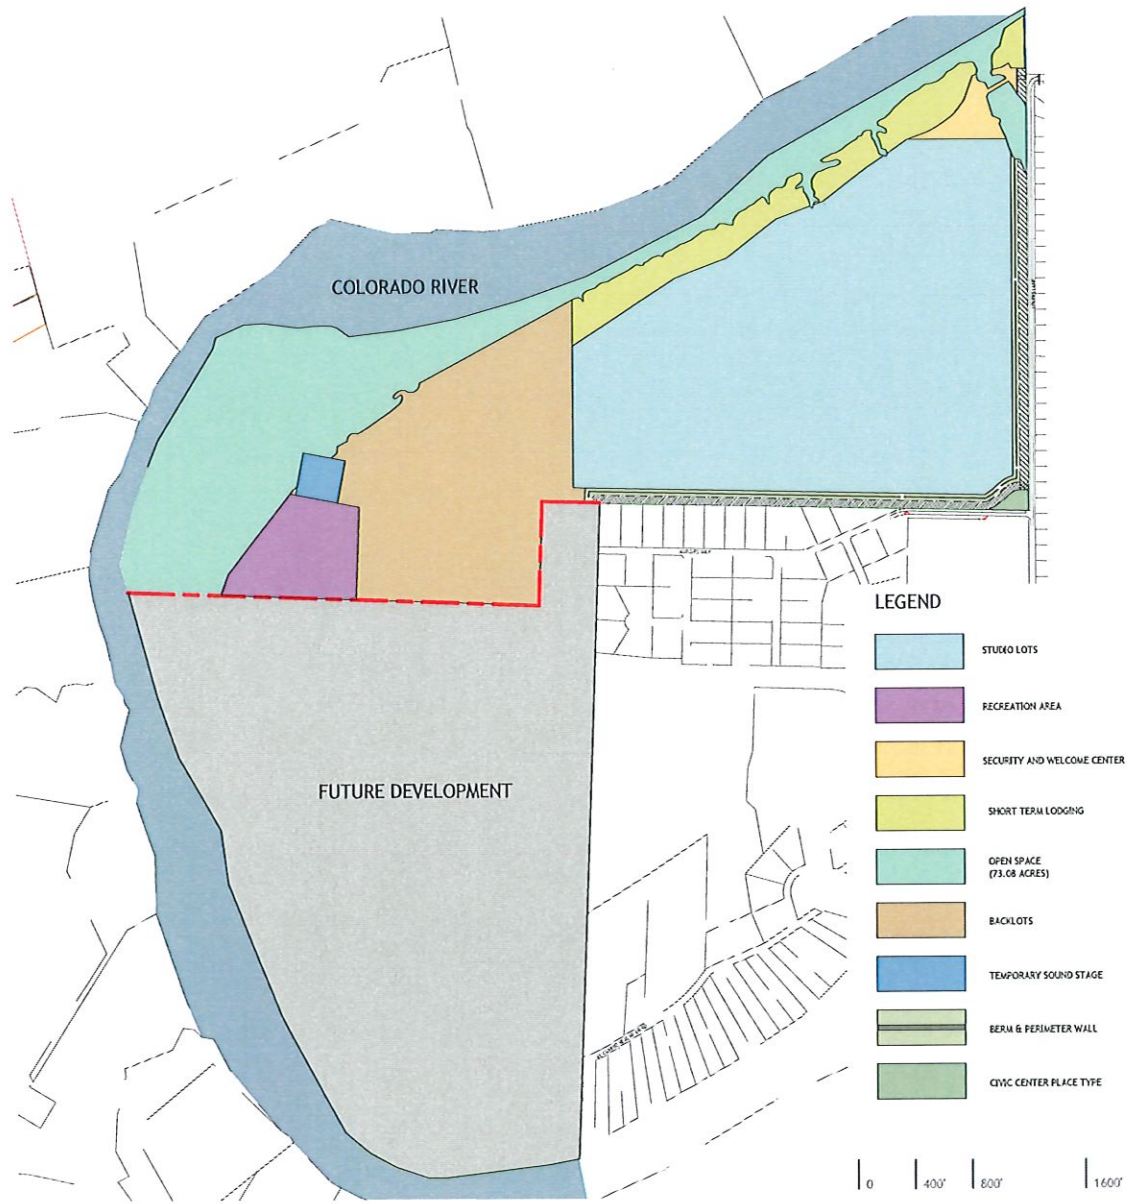 COLORADO RIVER
FUTURE DEVELOPMENT
LEGEND
STUDIO LOTS
RECREATION AREA
SECURITY AND WELCOME CENTER
SHORT TERM LODGING
OPEN SPACE
(73.08 ACRES)
BACKLOTS
TEMPORARY SOUND STAGE
BERM & PERIMETER WALL
CIVIC CENTER PLACE TYPE
0 400' 800' 1600'